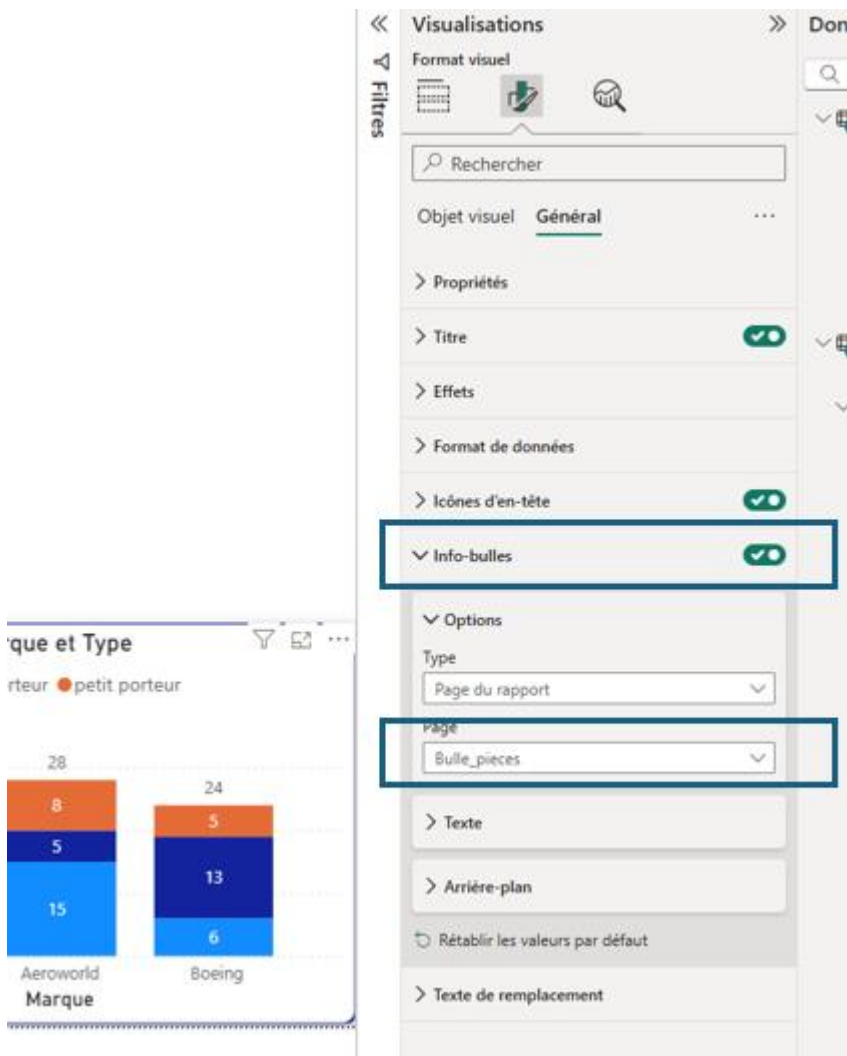 Visualisations
Don
Format visuel
Filtres
Rechercher
Objet visuel Général
Propriétés
Titre
Effets
Format de données
Icônes d'en-tête
Info-bulles
Options
Type
Page du rapport
Page
Bulle_pieces
Texte
Arrière-plan
Rétablir les valeurs par défaut
Texte de remplacement
rque et Type
rteur petit porteur
28
8
5
15
24
5
13
6
Aeroworld Boeing
Marque